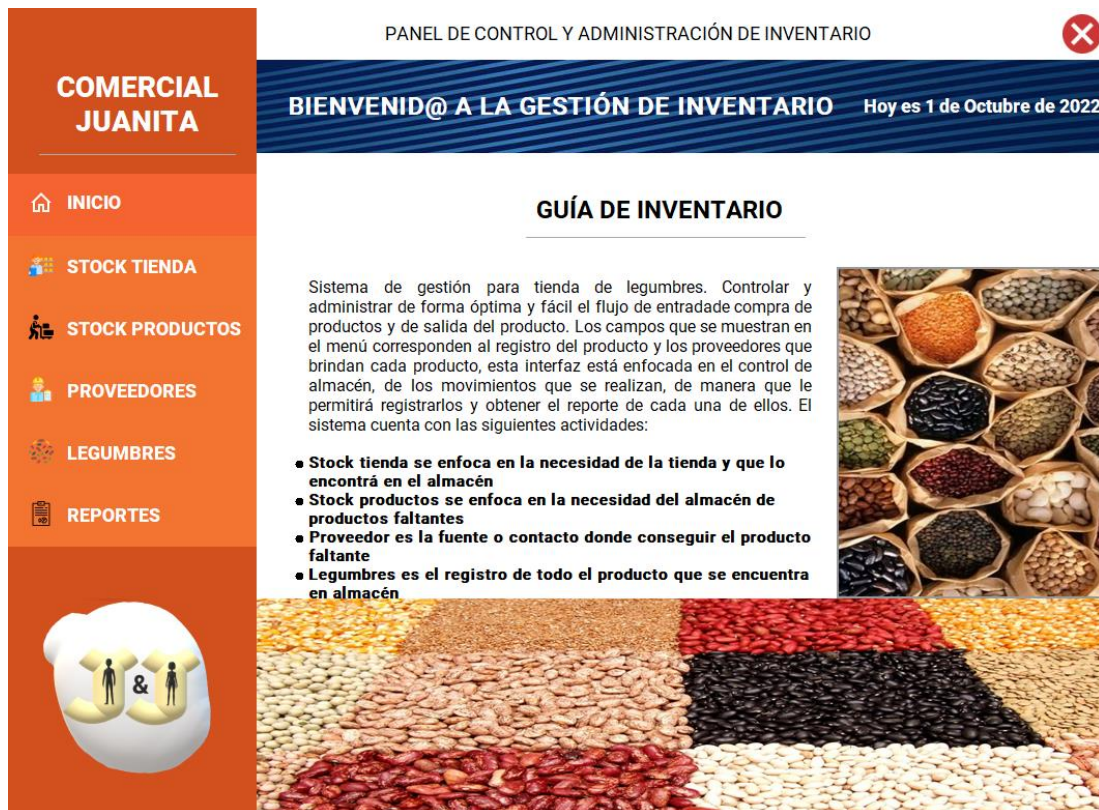 PANEL DE CONTROL Y ADMINISTRACIÓN DE INVENTARIO
COMERCIAL
JUANITA
BIENVENID@ A LA GESTIÓN DE INVENTARIO
Hoy es 1 de Octubre de 2022
INICIO
STOCK TIENDA
STOCK PRODUCTOS
PROVEEDORES
LEGUMBRES
REPORTES
J&J
GUÍA DE INVENTARIO
Sistema de gestión para tienda de legumbres. Controlar y
administrar de forma óptima y fácil el flujo de entradade compra de
productos y de salida del producto. Los campos que se muestran en
el menú corresponden al registro del producto y los proveedores que
brindan cada producto, esta interfaz está enfocada en el control de
almacén, de los movimientos que se realizan, de manera que le
permitirá registrarlos y obtener el reporte de cada una de ellos. El
sistema cuenta con las siguientes actividades:
• Stock tienda se enfoca en la necesidad de la tienda y que lo
encontrá en el almacén
• Stock productos se enfoca en la necesidad del almacén de
productos faltantes
• Proveedor es la fuente o contacto donde conseguir el producto
faltante
• Legumbres es el registro de todo el producto que se encuentra
en almacén